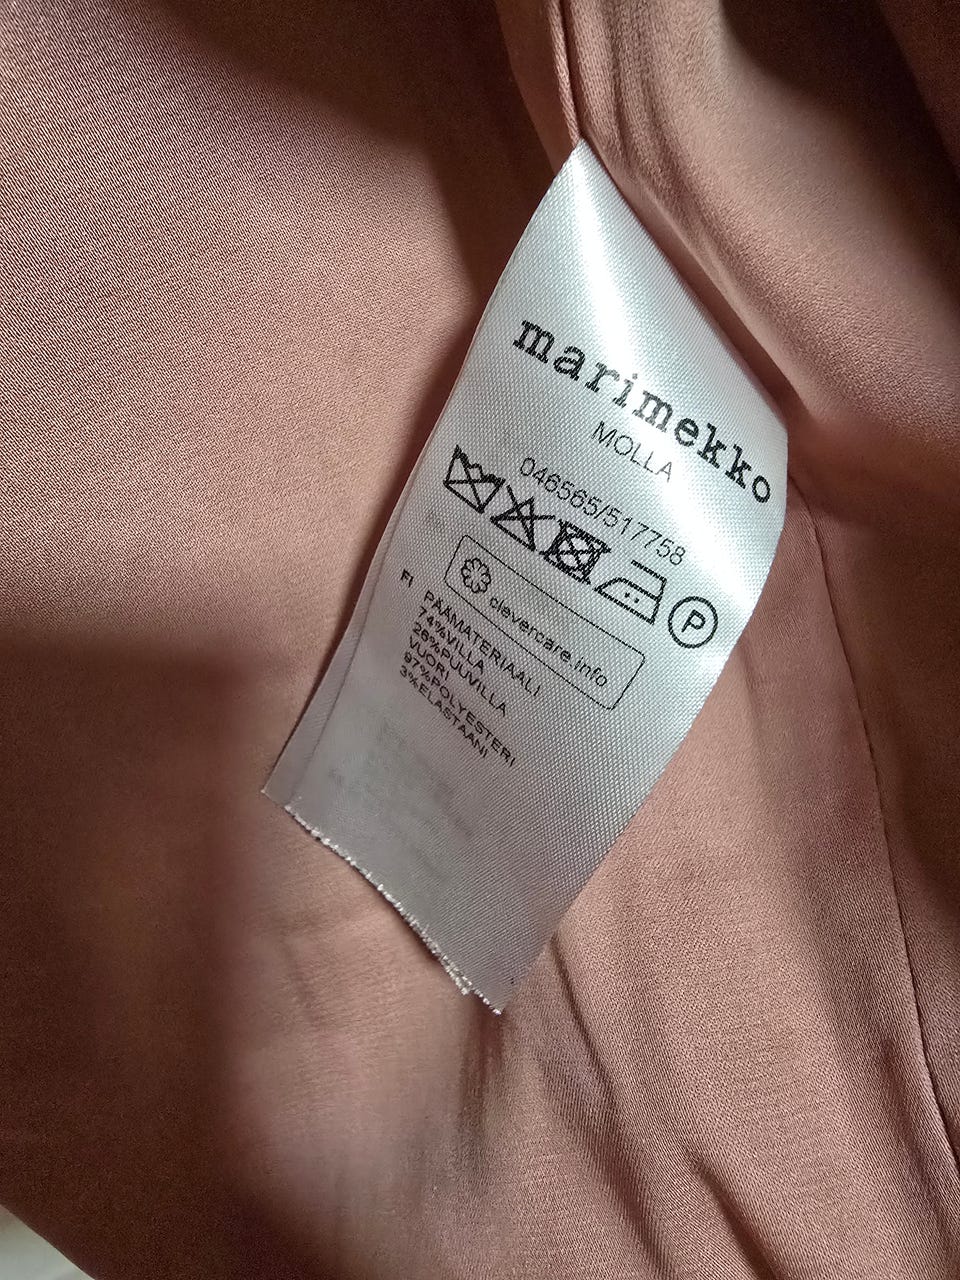 marimekko
MOLLA
046565/517758
P
clevercare.info
FI PÄÄMATERIAALI
74%VILLA
26%PUUVILLA
VUORI
97%POLYESTERI
3%ELASTAANI